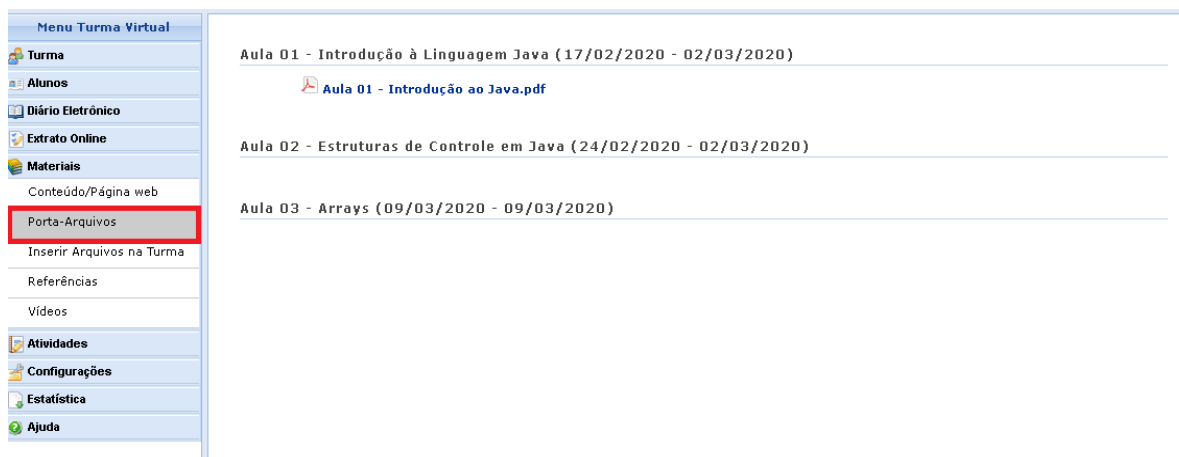 Menu Turma Virtual
Turma
Alunos
Diário Eletrônico
Extrato Online
Materiais
Conteúdo/Página web
Porta-Arquivos
Inserir Arquivos na Turma
Referências
Vídeos
Atividades
Configurações
Estatística
Ajuda
Aula 01 - Introdução à Linguagem Java (17/02/2020 - 02/03/2020)
Aula 01 - Introdução ao Java.pdf
Aula 02 - Estruturas de Controle em Java (24/02/2020 - 02/03/2020)
Aula 03 - Arrays (09/03/2020 - 09/03/2020)